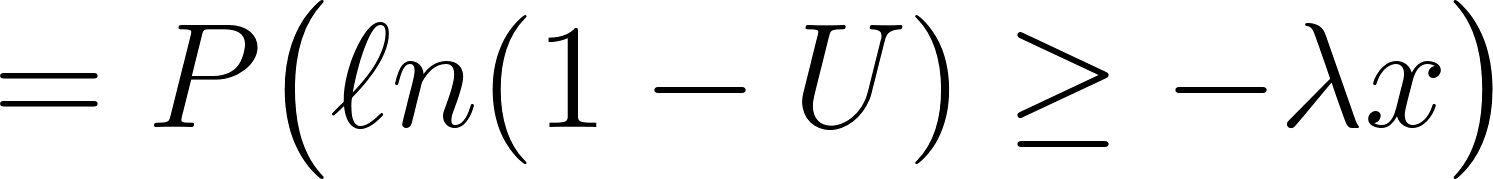 = P(ℓn(1 − U) ≥ −λx)